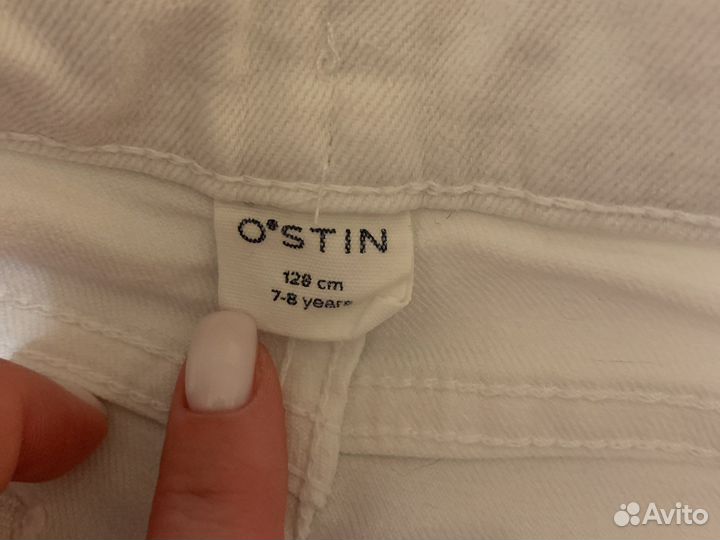 O'STIN
128 cm
7-8 years
Avito